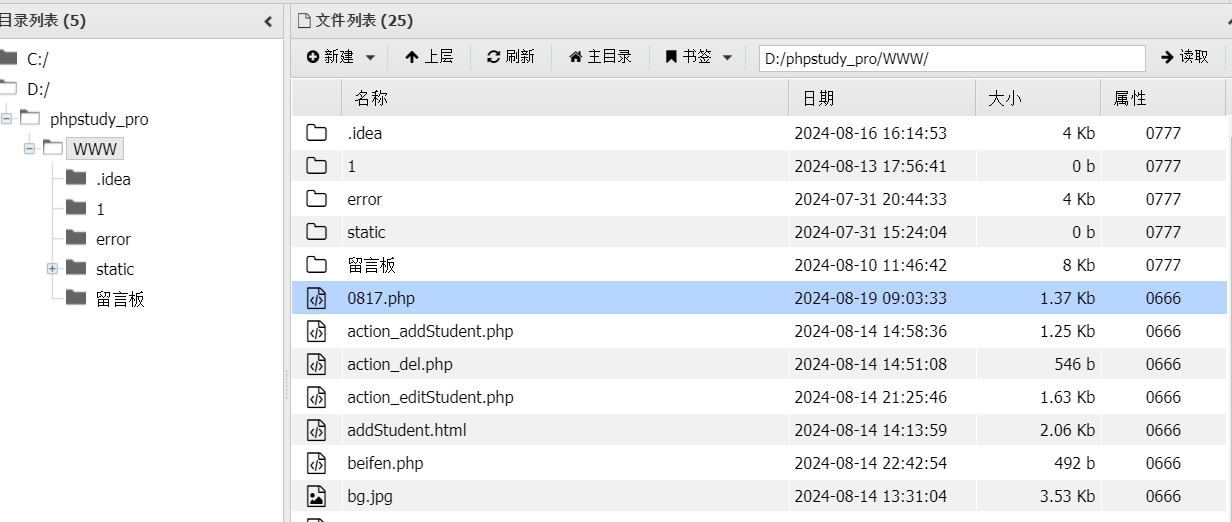 目录列表 (5)
C:/
D:/
phpstudy_pro
WWW
.idea
1
error
static
留言板
文件列表 (25)
新建 上层 刷新 主目录 书签 D:/phpstudy_pro/WWW/ 读取
名称 日期 大小 属性
.idea 2024-08-16 16:14:53 4 Kb 0777
1 2024-08-13 17:56:41 0 b 0777
error 2024-07-31 20:44:33 4 Kb 0777
static 2024-07-31 15:24:04 0 b 0777
留言板 2024-08-10 11:46:42 8 Kb 0777
0817.php 2024-08-19 09:03:33 1.37 Kb 0666
action_addStudent.php 2024-08-14 14:58:36 1.25 Kb 0666
action_del.php 2024-08-14 14:51:08 546 b 0666
action_editStudent.php 2024-08-14 21:25:46 1.63 Kb 0666
addStudent.html 2024-08-14 14:13:59 2.06 Kb 0666
beifen.php 2024-08-14 22:42:54 492 b 0666
bg.jpg 2024-08-14 13:31:04 3.53 Kb 0666